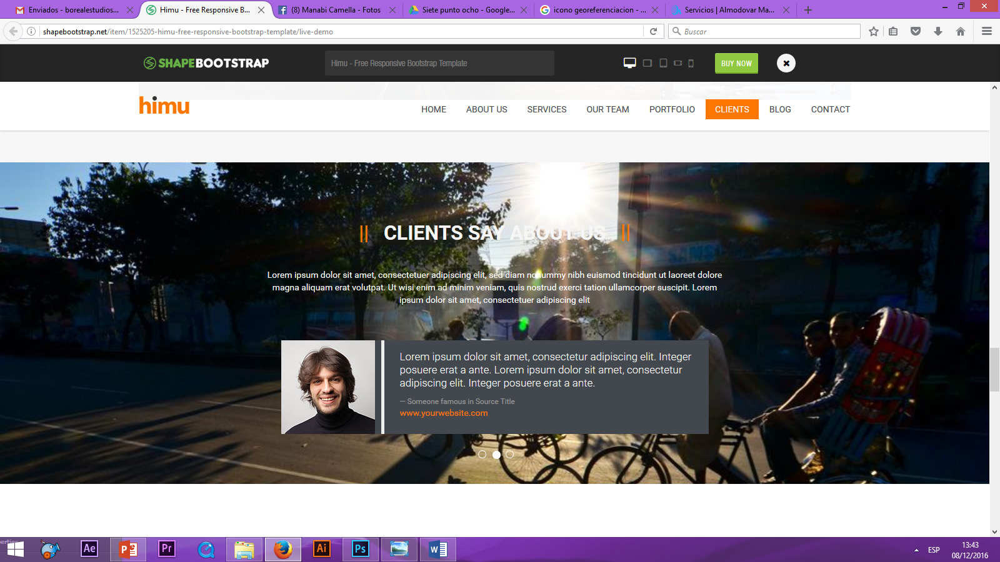 Enviados - borealestudios...
Himu - Free Responsive B...
(8) Manabi Camella - Fotos
Siete punto ocho - Google...
icono georeferenciacion - ...
Servicios | Almodovar Ma...
shapebootstrap.net/item/1525205-himu-free-responsive-bootstrap-template/live-demo
Buscar
SHAPEBOOTSTRAP
Himu - Free Responsive Bootstrap Template
BUY NOW
himu
HOME
ABOUT US
SERVICES
OUR TEAM
PORTFOLIO
CLIENTS
BLOG
CONTACT
|| CLIENTS SAY ABOUT US ||
Lorem ipsum dolor sit amet, consectetuer adipiscing elit, sed diam nonummy nibh euismod tincidunt ut laoreet dolore
magna aliquam erat volutpat. Ut wisi enim ad minim veniam, quis nostrud exerci tation ullamcorper suscipit. Lorem
ipsum dolor sit amet, consectetuer adipiscing elit
Lorem ipsum dolor sit amet, consectetur adipiscing elit. Integer
posuere erat a ante. Lorem ipsum dolor sit amet, consectetur
adipiscing elit. Integer posuere erat a ante.
— Someone famous in Source Title
www.yourwebsite.com
Ae
P
Pr
Ai
Ps
W
ESP
13:43
08/12/2016